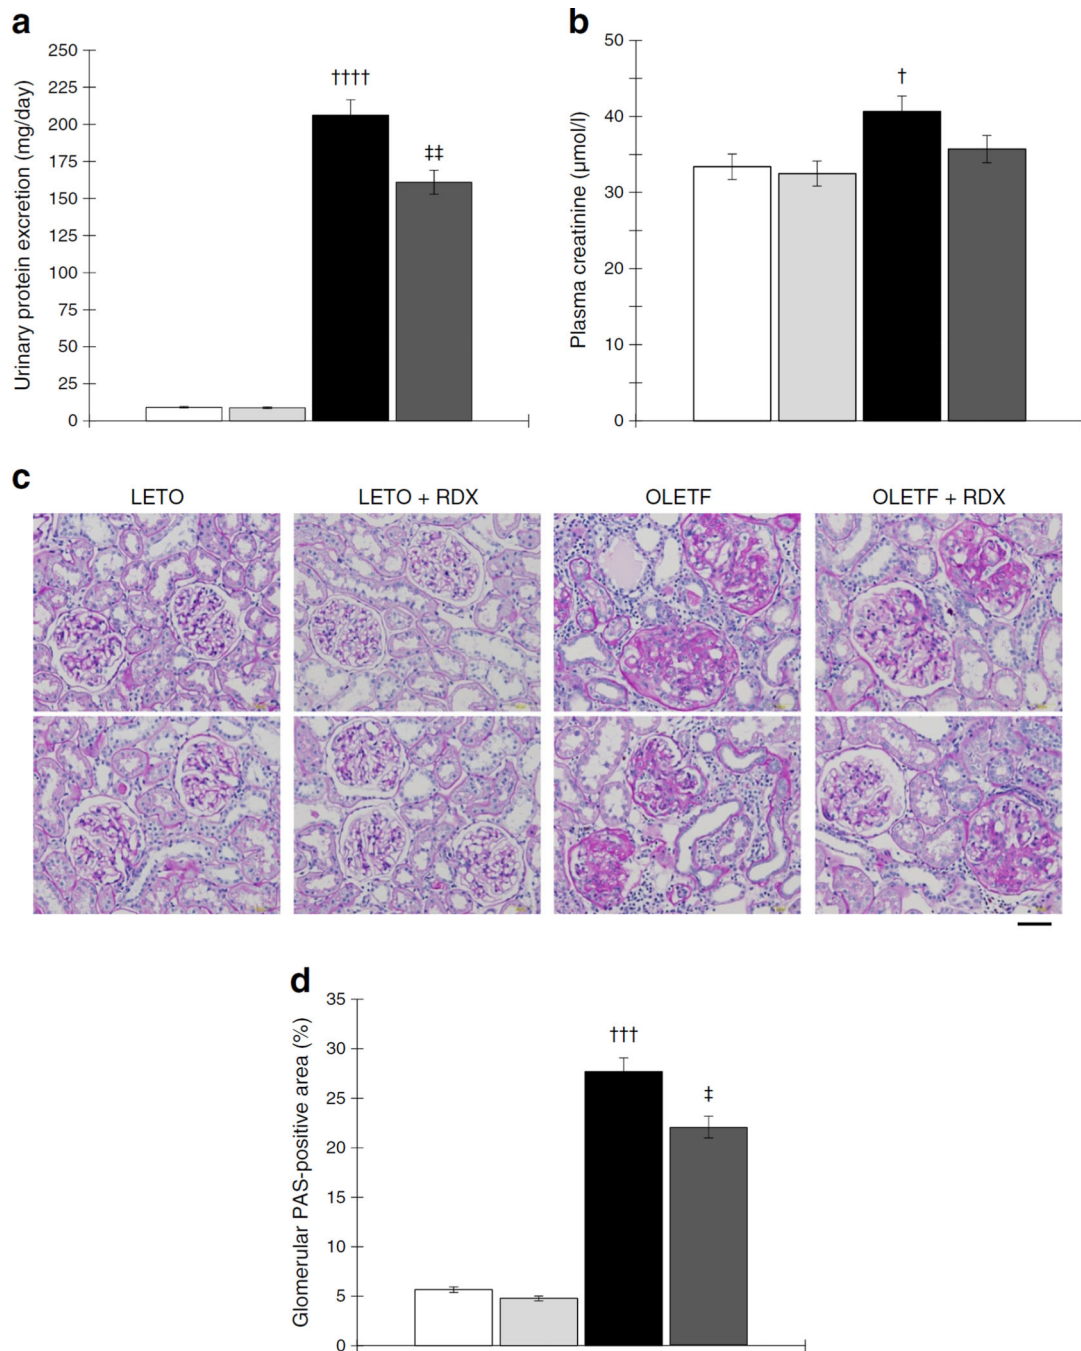 a
Urinary protein excretion (mg/day)
250
225
200
175
150
125
100
75
50
25
0
††††
‡‡
b
Plasma creatinine (µmol/l)
50
40
30
20
10
0
†
c
LETO
LETO + RDX
OLETF
OLETF + RDX
d
Glomerular PAS-positive area (%)
35
30
25
20
15
10
5
0
†††
‡